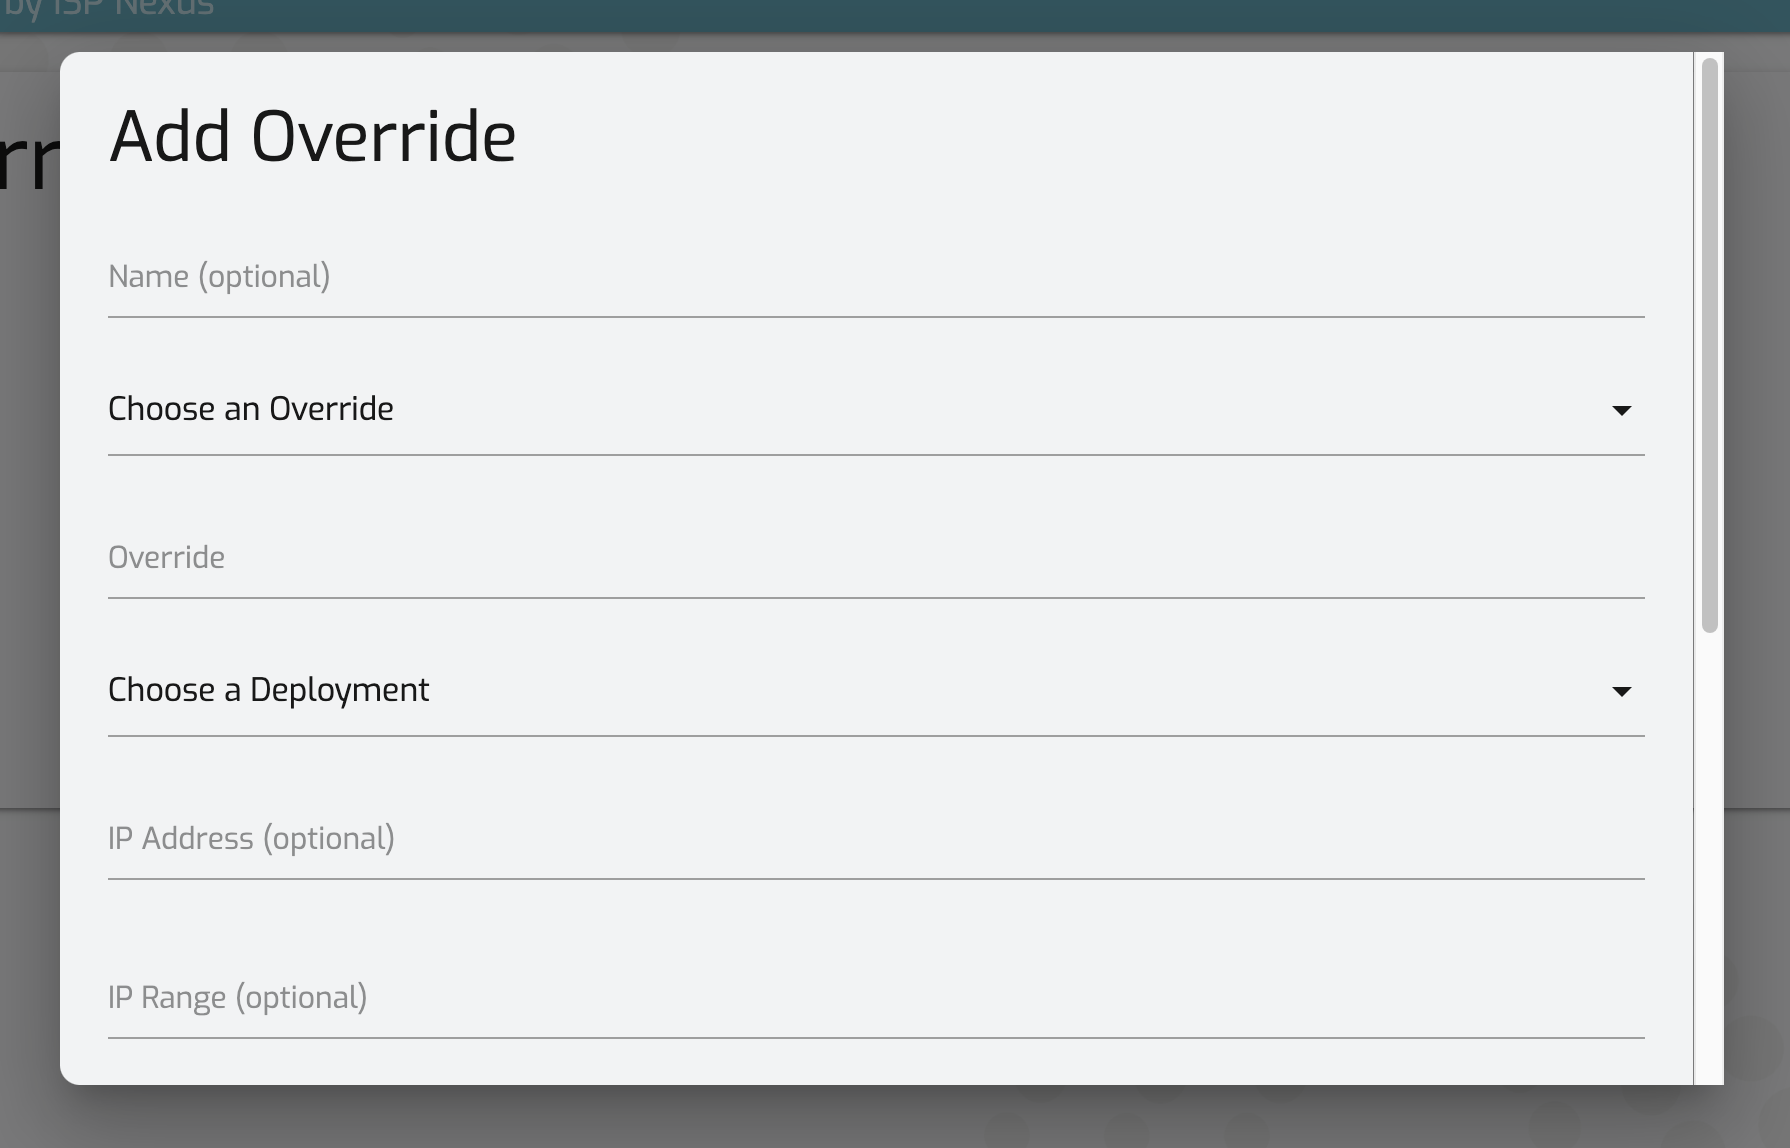 by ISP Nexus
rr
Add Override
Name (optional)
Choose an Override
Override
Choose a Deployment
IP Address (optional)
IP Range (optional)